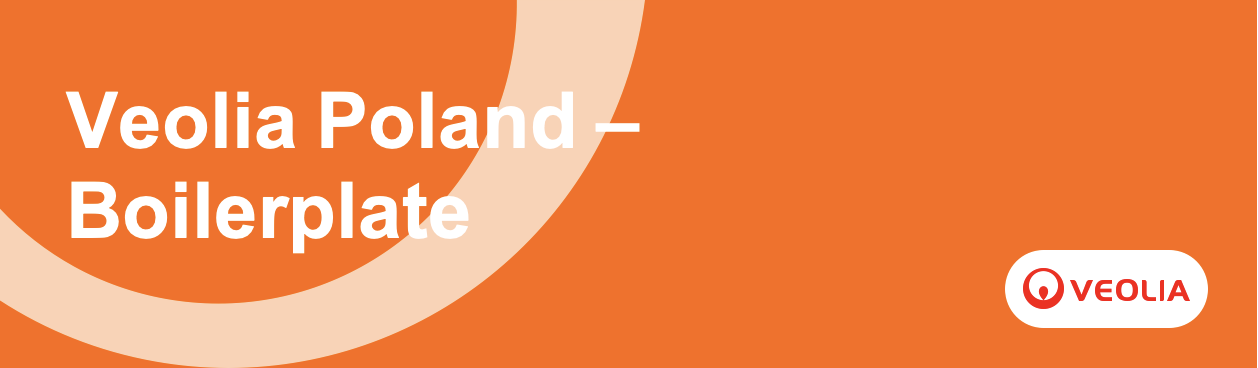 Veolia Poland –
Boilerplate
VEOLIA